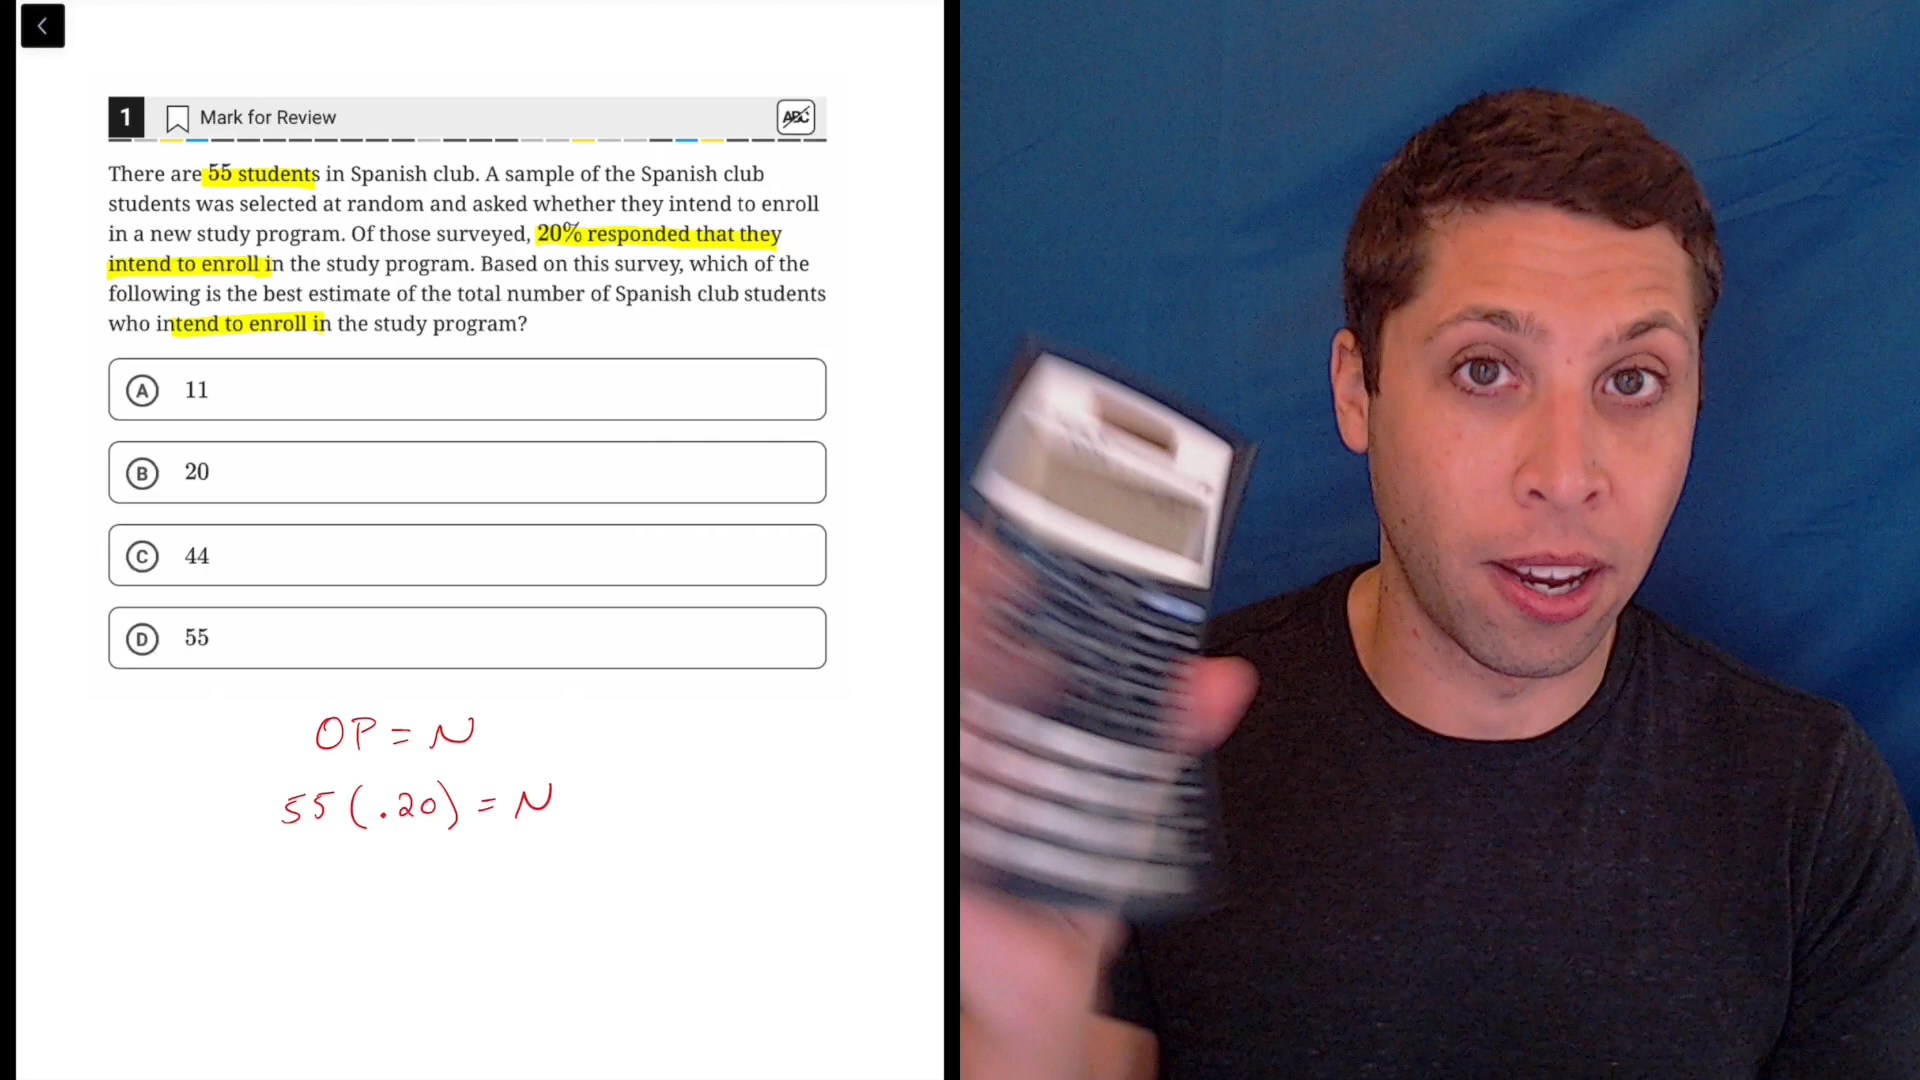 1 Mark for Review ABC
There are 55 students in Spanish club. A sample of the Spanish club
students was selected at random and asked whether they intend to enroll
in a new study program. Of those surveyed, 20% responded that they
intend to enroll in the study program. Based on this survey, which of the
following is the best estimate of the total number of Spanish club students
who intend to enroll in the study program?
A 11
B 20
C 44
D 55
OP = N
55 (.20) = N